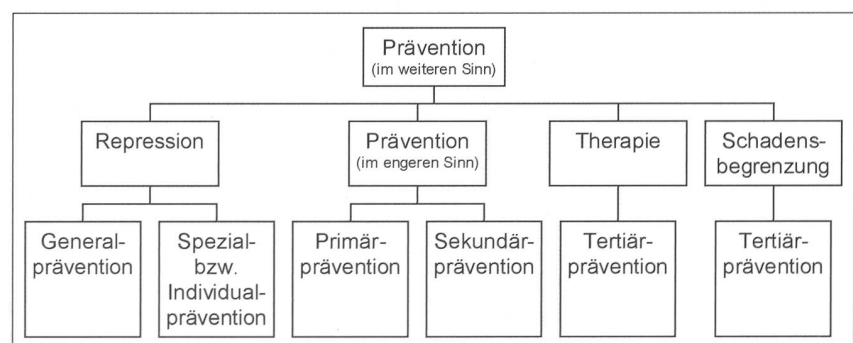 Prävention
(im weiteren Sinn)
Repression
Prävention
(im engeren Sinn)
Therapie
Schadens-
begrenzung
General-
prävention
Spezial-
bzw.
Individual-
prävention
Primär-
prävention
Sekundär-
prävention
Tertiär-
prävention
Tertiär-
prävention